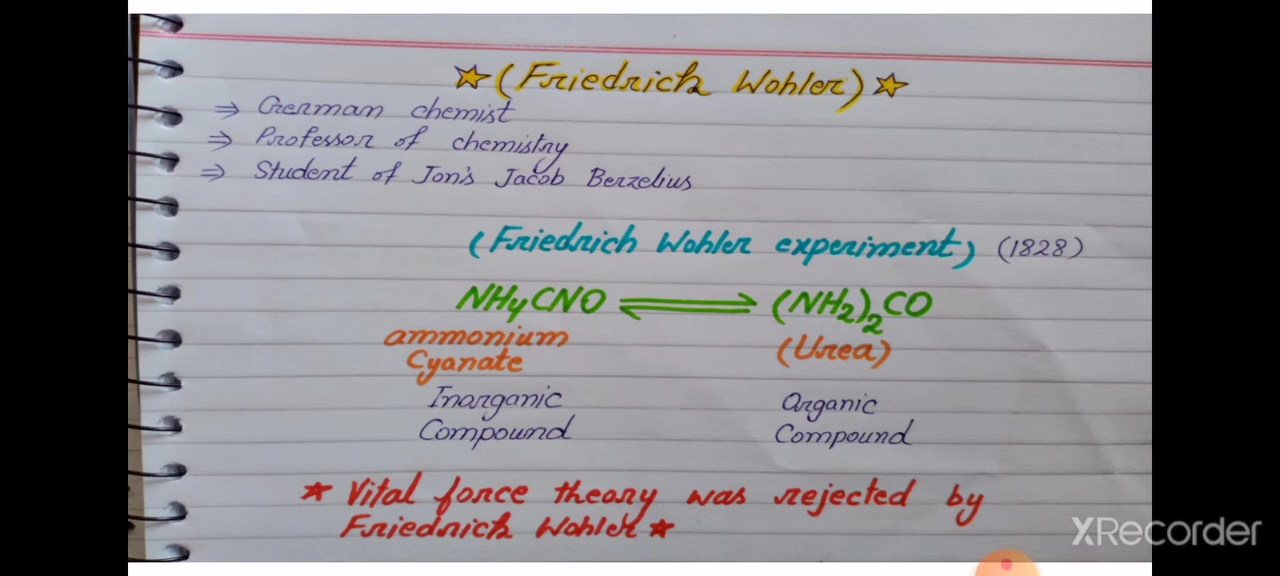 ☆ (Friedrich Wohler) ☆
⇒ German chemist
⇒ Professor of chemistry
⇒ Student of Jon's Jacob Berzelius
(Friedrich Wohler experiment) (1828)
NH4CNO ⇌ (NH2)2CO
ammonium (Urea)
Cyanate
Inorganic Organic
Compound Compound
★ Vital force theory was rejected by
Friedrich Wohler ★
XRecorder